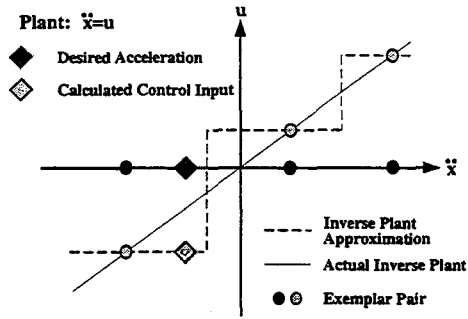 Plant: ẍ=u
u
Desired Acceleration
Calculated Control Input
ẍ
Inverse Plant
Approximation
Actual Inverse Plant
Exemplar Pair